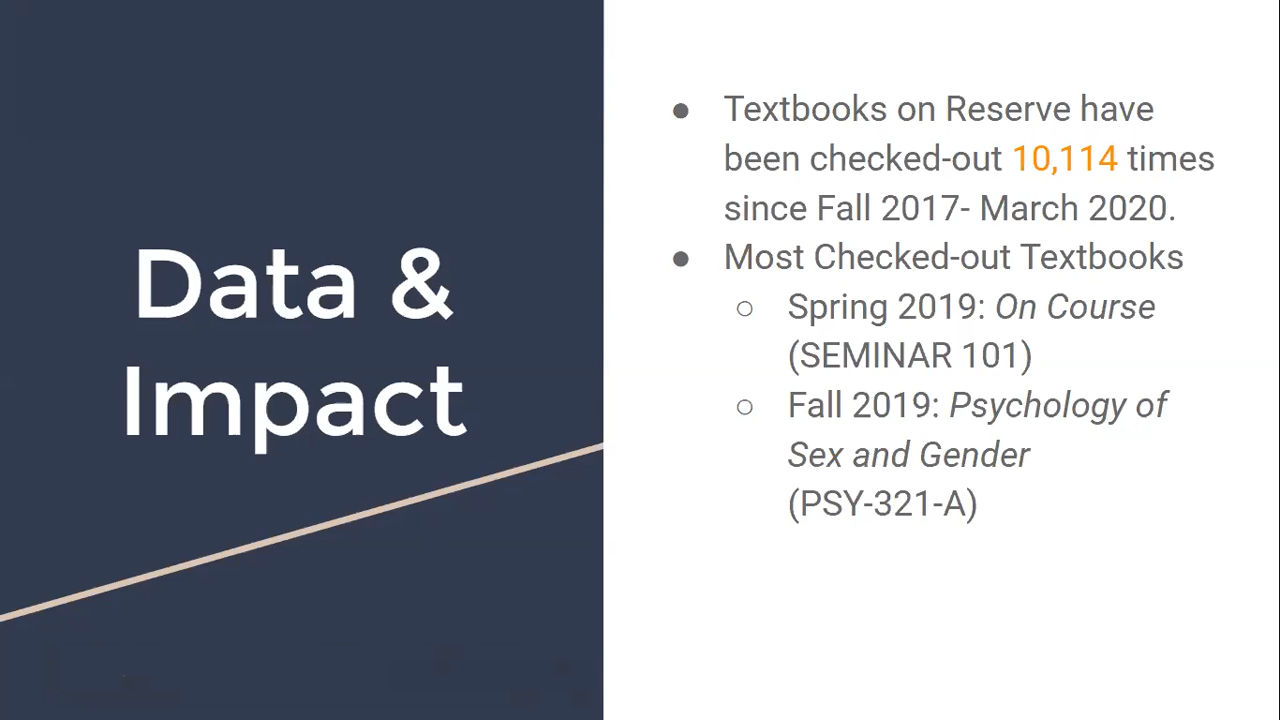 Data &
Impact
● Textbooks on Reserve have
been checked-out 10,114 times
since Fall 2017- March 2020.
● Most Checked-out Textbooks
○ Spring 2019: On Course
(SEMINAR 101)
○ Fall 2019: Psychology of
Sex and Gender
(PSY-321-A)